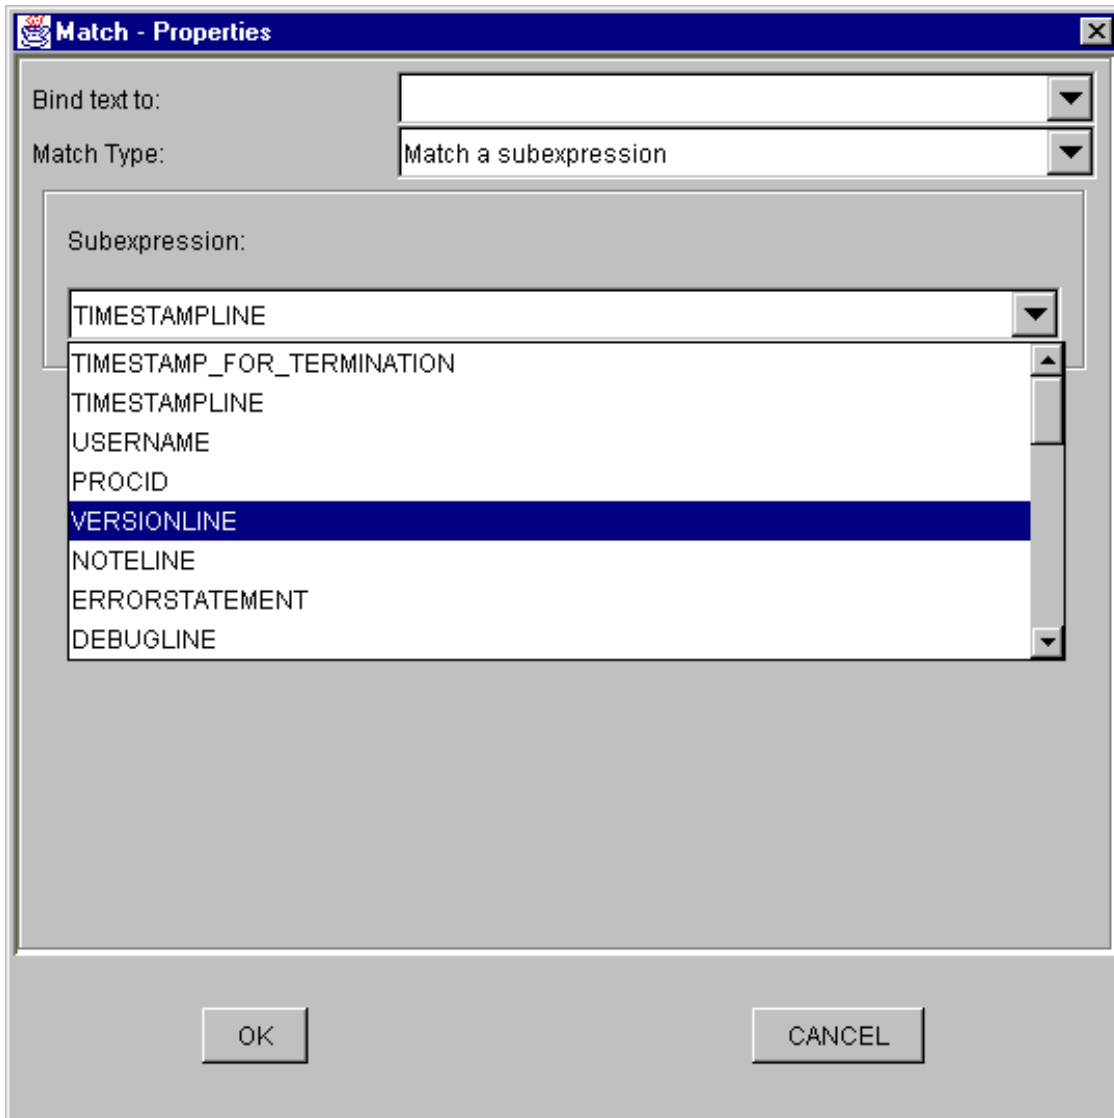 Match - Properties
Bind text to:
Match Type:
Match a subexpression
Subexpression:
TIMESTAMPLINE
TIMESTAMP_FOR_TERMINATION
TIMESTAMPLINE
USERNAME
PROCID
VERSIONLINE
NOTELINE
ERRORSTATEMENT
DEBUGLINE
OK
CANCEL